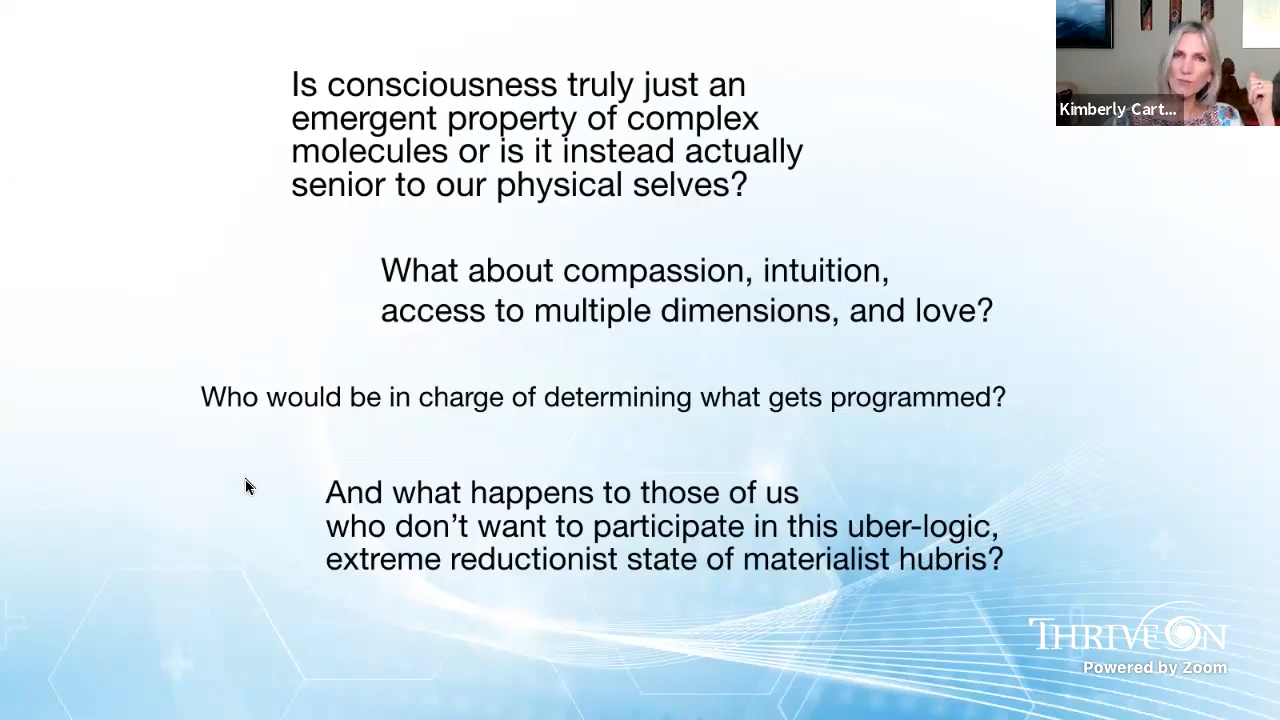 Is consciousness truly just an
emergent property of complex
molecules or is it instead actually
senior to our physical selves?
Kimberly Cart...
What about compassion, intuition,
access to multiple dimensions, and love?
Who would be in charge of determining what gets programmed?
And what happens to those of us
who don’t want to participate in this uber-logic,
extreme reductionist state of materialist hubris?
THRIVEON
Powered by Zoom